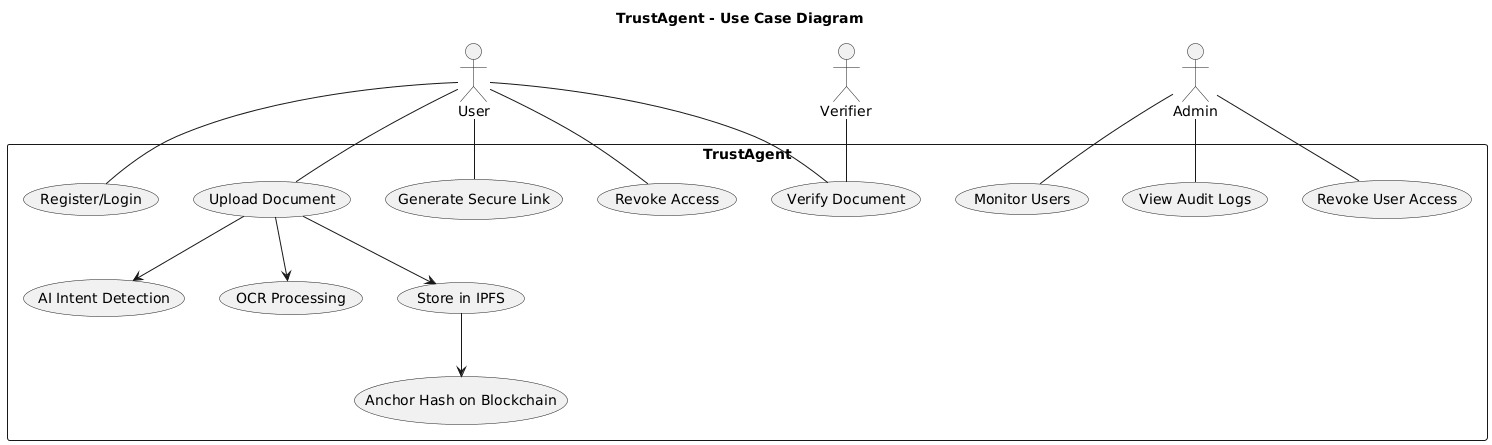 TrustAgent - Use Case Diagram
User
Verifier
Admin
TrustAgent
Register/Login
Upload Document
Generate Secure Link
Revoke Access
Verify Document
Monitor Users
View Audit Logs
Revoke User Access
AI Intent Detection
OCR Processing
Store in IPFS
Anchor Hash on Blockchain